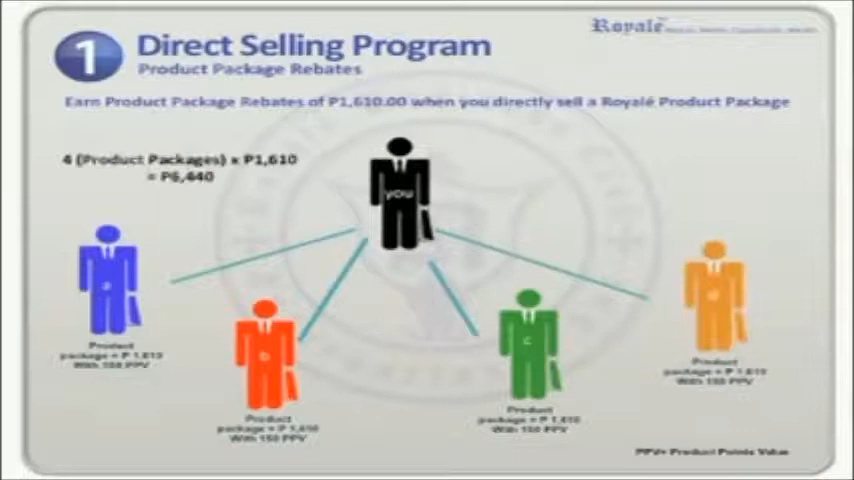 1
Direct Selling Program
Product Package Rebates
Royalé
Earn Product Package Rebates of P1,610.00 when you directly sell a Royalé Product Package
4 (Product Packages) x P1,610
= P6,440
you
a
Product
package = P 1,610
With 150 PPV
b
Product
package = P 1,610
With 150 PPV
c
Product
package = P 1,610
With 150 PPV
Product
package = P 1,610
With 150 PPV
PPV= Product Points Value